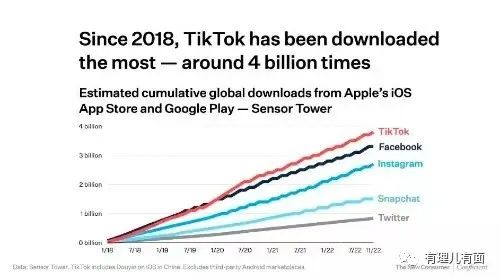 Since 2018, TikTok has been downloaded
the most — around 4 billion times
Estimated cumulative global downloads from Apple's iOS
App Store and Google Play — Sensor Tower
4 billion
3 billion
2 billion
1 billion
0 billion
TikTok
Facebook
Instagram
Snapchat
Twitter
1/18 7/18 1/19 7/19 1/20 7/20 1/21 7/21 1/22 7/22 11/22
Data: Sensor Tower. TikTok includes Douyin on iOS in China. Excludes third-party Android marketplaces.
The New Consumer
有理儿有面